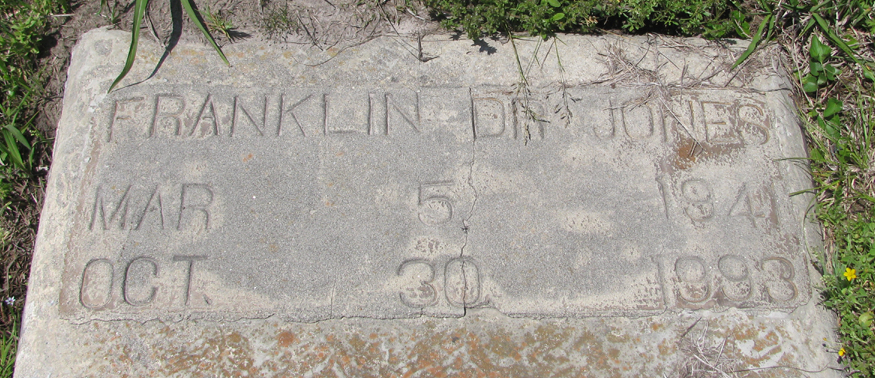 FRANKLIN DR JONES
MAR 5 1941
OCT 30 1993